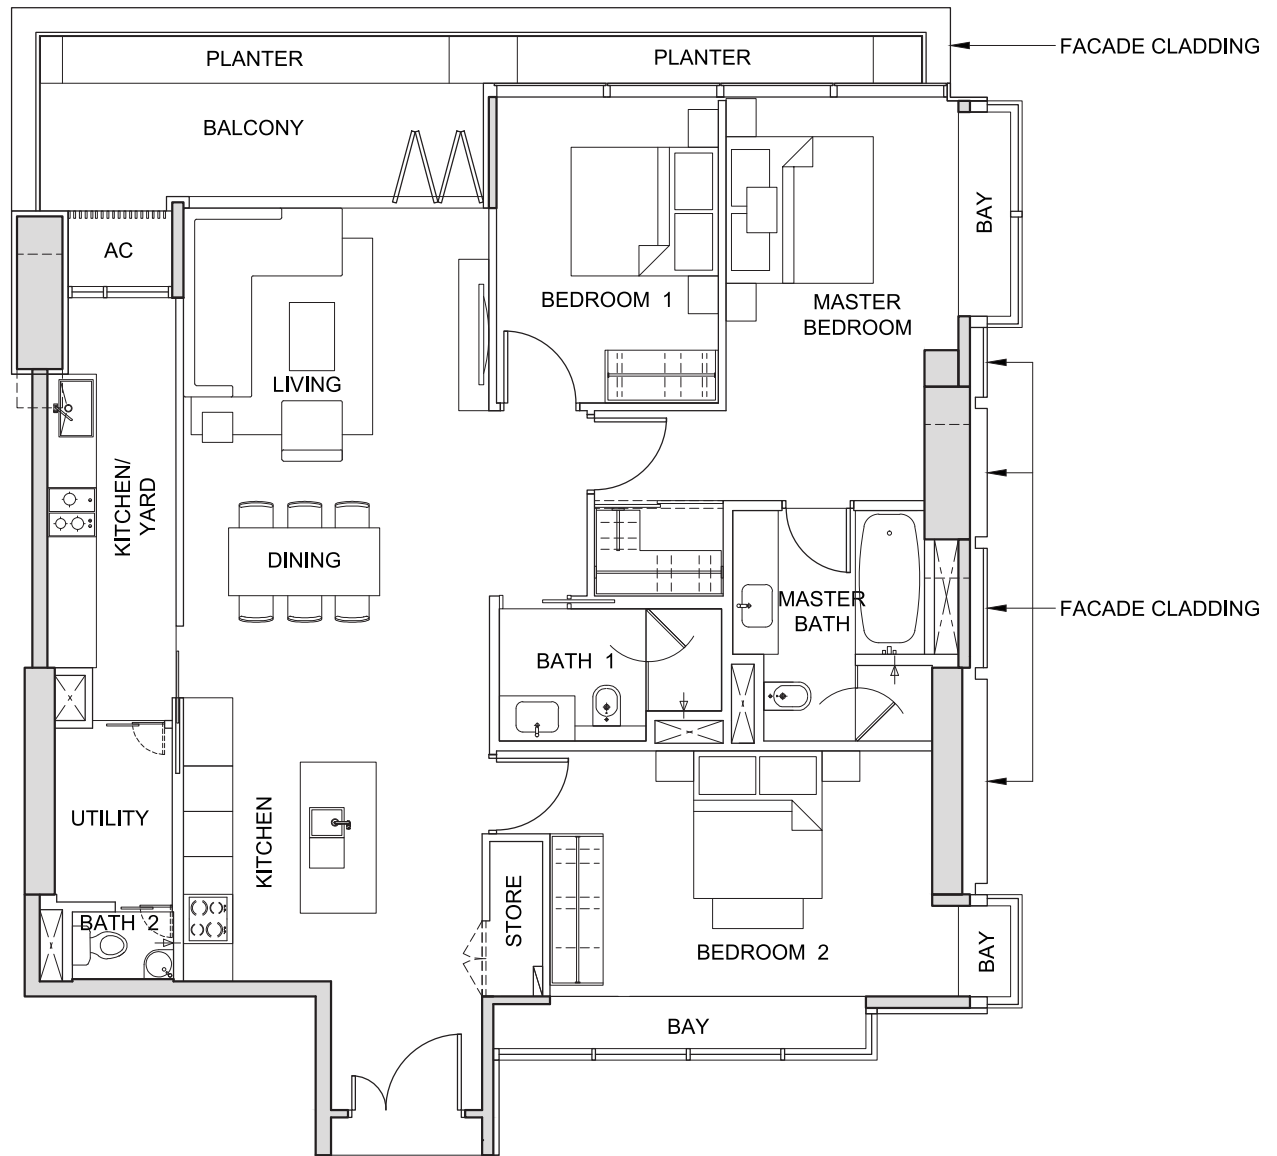 PLANTER
PLANTER
FACADE CLADDING
BALCONY
BAY
AC
BEDROOM 1
MASTER
BEDROOM
LIVING
KITCHEN/
YARD
DINING
MASTER
BATH
FACADE CLADDING
BATH 1
UTILITY
KITCHEN
STORE
BATH 2
BEDROOM 2
BAY
BAY